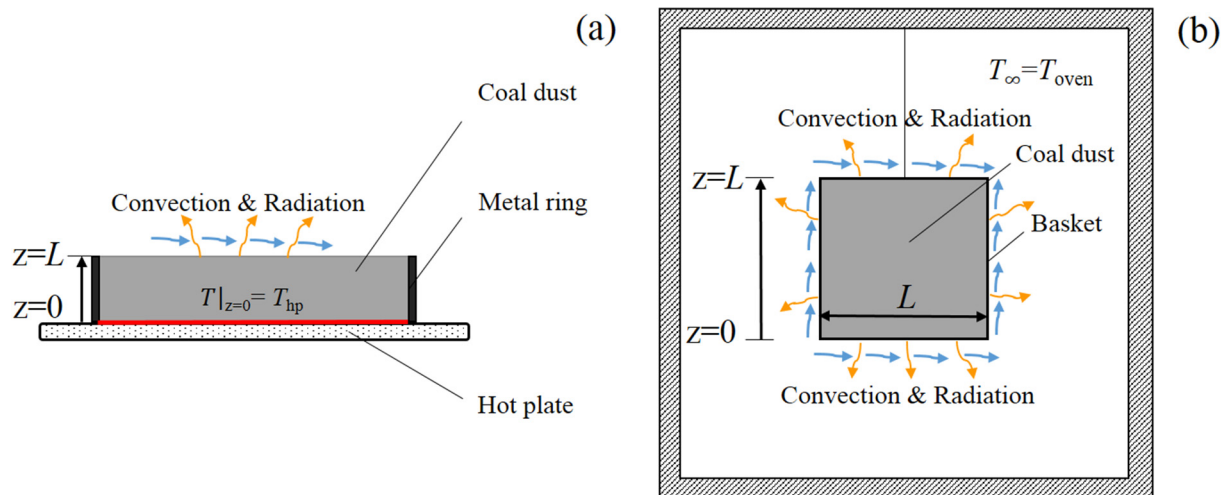 (a)
Coal dust
Convection & Radiation
Metal ring
z=L
T|z=0= Thp
z=0
Hot plate
(b)
T∞=Toven
Convection & Radiation
Coal dust
z=L
Basket
L
z=0
Convection & Radiation